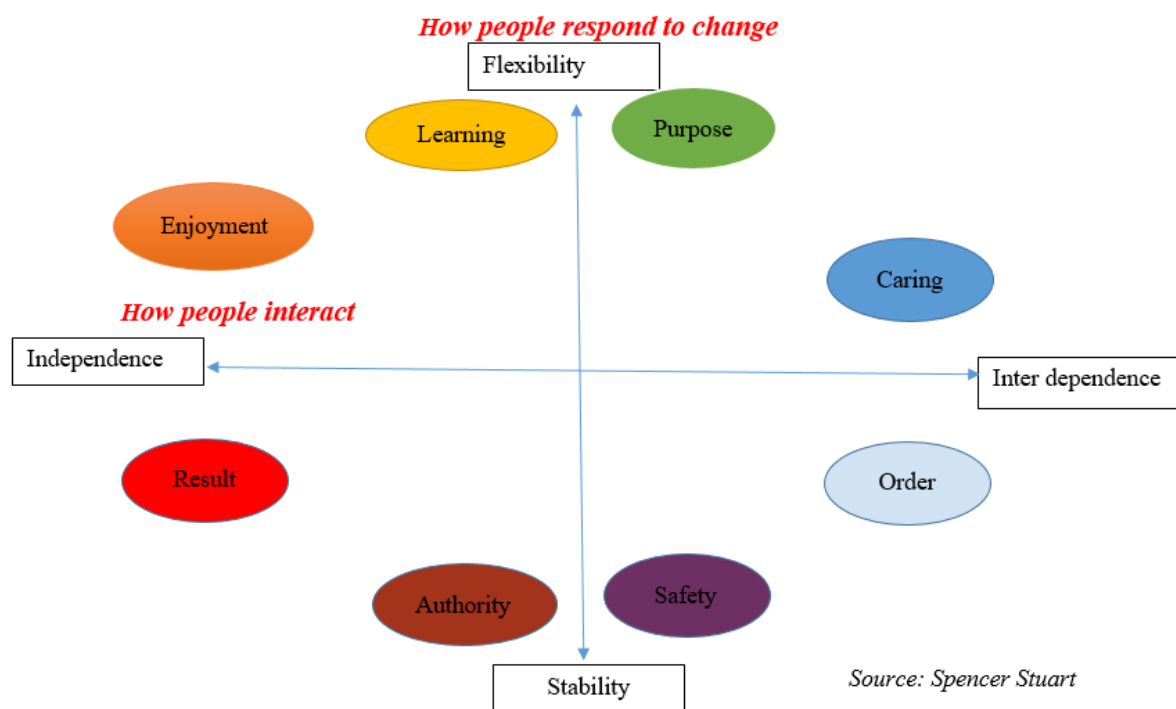 How people respond to change
Flexibility
Learning
Purpose
Enjoyment
Caring
How people interact
Independence
Inter dependence
Result
Order
Authority
Safety
Stability
Source: Spencer Stuart